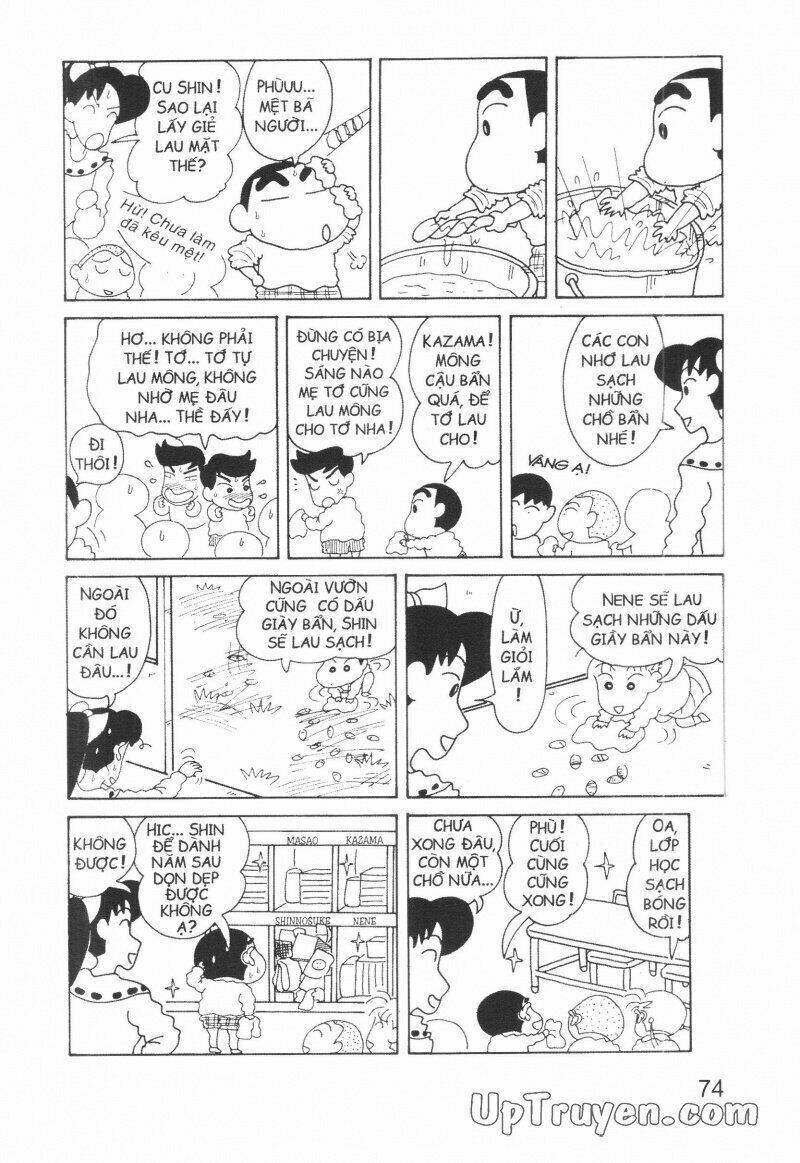 PHÙUU...
MỆT BÃ
NGƯỜI...
CU SHIN!
SAO LẠI
LẤY GIẺ
LAU MẶT
THẾ?
Hừ! Chưa làm
đã kêu mệt!
CÁC CON
NHỚ LAU
SẠCH
NHỮNG
CHỖ BẨN
NHÉ!
VÂNG Ạ!
KAZAMA!
MÔNG
CẬU BẨN
QUÁ, ĐỂ
TỚ LAU
CHO!
ĐỪNG CÓ BỊA
CHUYỆN!
SÁNG NÀO
MẸ TỚ CŨNG
LAU MÔNG
CHO TỚ NHA!
HƠ... KHÔNG PHẢI
THẾ! TỚ... TỚ TỰ
LAU MÔNG, KHÔNG
NHỜ MẸ ĐÂU
NHA... THỀ ĐẤY!
ĐI
THÔI!
NENE SẼ LAU
SẠCH NHỮNG DẤU
GIẦY BẨN NÀY!
Ừ,
LÀM
GIỎI
LẮM!
NGOÀI VƯỜN
CŨNG CÓ DẤU
GIÀY BẨN, SHIN
SẼ LAU SẠCH!
NGOÀI
ĐÓ
KHÔNG
CẦN LAU
ĐÂU...!
OA,
LỚP
HỌC
SẠCH
BÓNG
RỒI!
PHÙ!
CUỐI
CÙNG
CŨNG
XONG!
CHƯA
XONG ĐÂU,
CÒN MỘT
CHỖ NỮA...
MASAO KAZAMA
SHINNOSUKE NENE
HIC... SHIN
ĐỂ DÀNH
NĂM SAU
DỌN DẸP
ĐƯỢC
KHÔNG
Ạ?
KHÔNG
ĐƯỢC!
74
UpTruyen.com